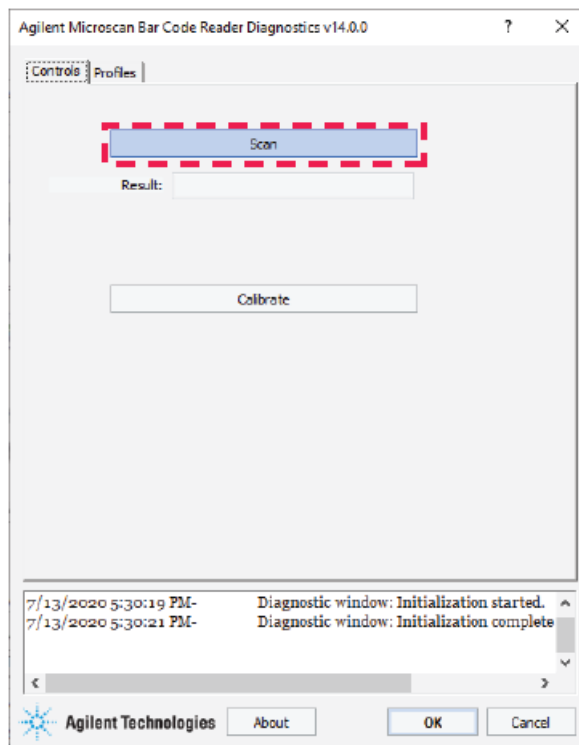 Agilent Microscan Bar Code Reader Diagnostics v14.0.0 ? ×
Controls Profiles
Scan
Result:
Calibrate
7/13/2020 5:30:19 PM- Diagnostic window: Initialization started.
7/13/2020 5:30:21 PM- Diagnostic window: Initialization complete
Agilent Technologies About OK Cancel